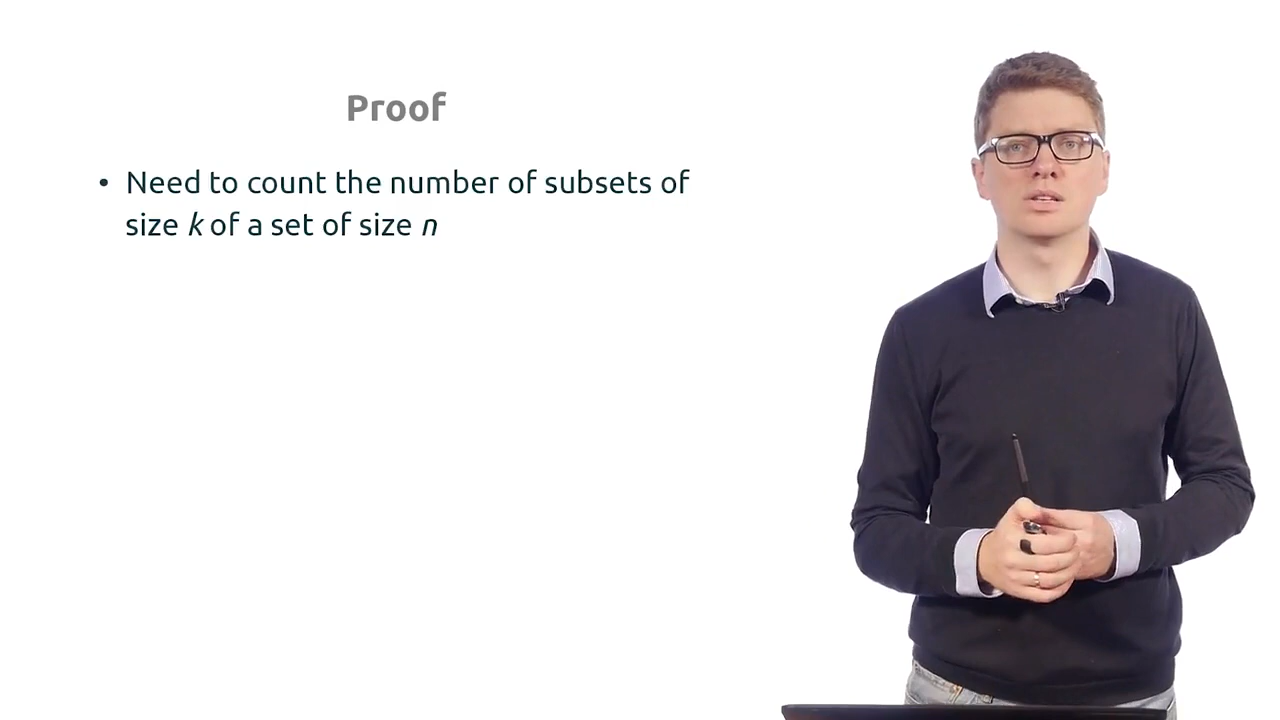 Proof
• Need to count the number of subsets of
size k of a set of size n